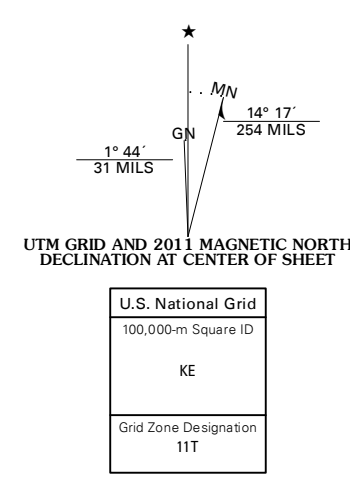 ★
MN
GN
14° 17´
254 MILS
1° 44´
31 MILS
UTM GRID AND 2011 MAGNETIC NORTH
DECLINATION AT CENTER OF SHEET
U.S. National Grid
100,000-m Square ID
KE
Grid Zone Designation
11T